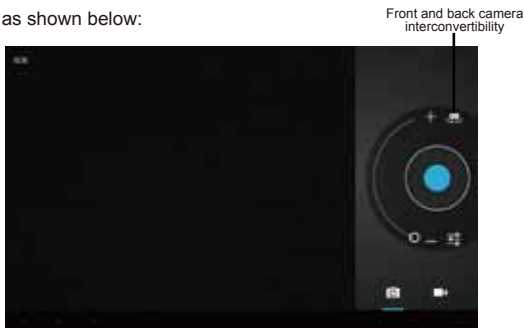 as shown below:
Front and back camera
interconvertibility